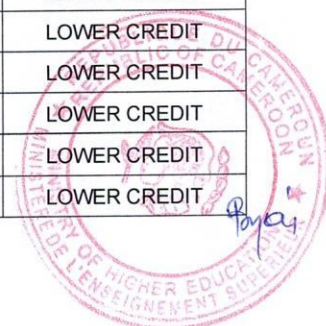 LOWER CREDIT
LOWER CREDIT
LOWER CREDIT
LOWER CREDIT
LOWER CREDIT
REPUBLIQUE DU CAMEROUN
REPUBLIC OF CAMEROON
MINISTRY OF HIGHER EDUCATION
MINISTERE DE L'ENSEIGNEMENT SUPERIEUR